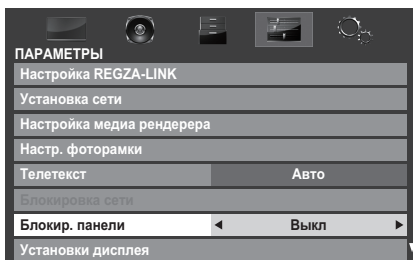 ПАРАМЕТРЫ
Настройка REGZA-LINK
Установка сети
Настройка медиа рендерера
Настр. фоторамки
Телетекст Авто
Блокировка сети
Блокир. панели ◀ Выкл ▶
Установки дисплея